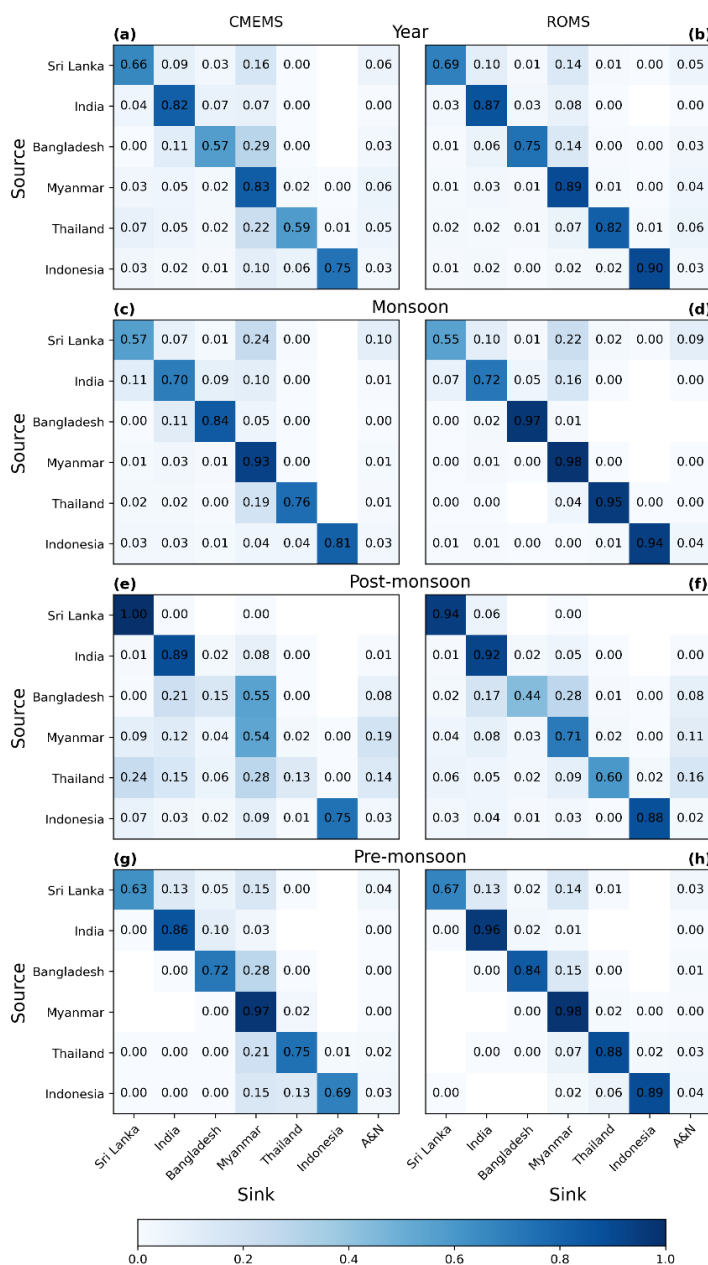 CMEMS ROMS
(a) Year (b)
Sri Lanka 0.66 0.09 0.03 0.16 0.00 0.06 0.69 0.10 0.01 0.14 0.01 0.00 0.05
India 0.04 0.82 0.07 0.07 0.00 0.00 0.03 0.87 0.03 0.08 0.00 0.00
Bangladesh 0.00 0.11 0.57 0.29 0.00 0.03 0.01 0.06 0.75 0.14 0.00 0.00 0.03
Myanmar 0.03 0.05 0.02 0.83 0.02 0.00 0.06 0.01 0.03 0.01 0.89 0.01 0.00 0.04
Thailand 0.07 0.05 0.02 0.22 0.59 0.01 0.05 0.02 0.02 0.01 0.07 0.82 0.01 0.06
Indonesia 0.03 0.02 0.01 0.10 0.06 0.75 0.03 0.01 0.02 0.00 0.02 0.02 0.90 0.03
Source
(c) Monsoon (d)
Sri Lanka 0.57 0.07 0.01 0.24 0.00 0.10 0.55 0.10 0.01 0.22 0.02 0.00 0.09
India 0.11 0.70 0.09 0.10 0.00 0.01 0.07 0.72 0.05 0.16 0.00 0.00
Bangladesh 0.00 0.11 0.84 0.05 0.00 0.00 0.00 0.02 0.97 0.01
Myanmar 0.01 0.03 0.01 0.93 0.00 0.01 0.00 0.01 0.00 0.98 0.00 0.00
Thailand 0.02 0.02 0.00 0.19 0.76 0.01 0.00 0.00 0.04 0.95 0.00 0.00
Indonesia 0.03 0.03 0.01 0.04 0.04 0.81 0.03 0.01 0.01 0.00 0.00 0.01 0.94 0.04
Source
(e) Post-monsoon (f)
Sri Lanka 1.00 0.00 0.00 0.94 0.06 0.00
India 0.01 0.89 0.02 0.08 0.00 0.01 0.01 0.92 0.02 0.05 0.00 0.00
Bangladesh 0.00 0.21 0.15 0.55 0.00 0.08 0.02 0.17 0.44 0.28 0.01 0.00 0.08
Myanmar 0.09 0.12 0.04 0.54 0.02 0.00 0.19 0.04 0.08 0.03 0.71 0.02 0.00 0.11
Thailand 0.24 0.15 0.06 0.28 0.13 0.00 0.14 0.06 0.05 0.02 0.09 0.60 0.02 0.16
Indonesia 0.07 0.03 0.02 0.09 0.01 0.75 0.03 0.03 0.04 0.01 0.03 0.00 0.88 0.02
Source
(g) Pre-monsoon (h)
Sri Lanka 0.63 0.13 0.05 0.15 0.00 0.04 0.67 0.13 0.02 0.14 0.01 0.03
India 0.00 0.86 0.10 0.03 0.00 0.00 0.96 0.02 0.01 0.00
Bangladesh 0.00 0.72 0.28 0.00 0.00 0.00 0.84 0.15 0.00 0.01
Myanmar 0.00 0.97 0.02 0.00 0.00 0.98 0.02 0.00 0.00
Thailand 0.00 0.00 0.00 0.21 0.75 0.01 0.02 0.00 0.00 0.07 0.88 0.02 0.03
Indonesia 0.00 0.00 0.00 0.15 0.13 0.69 0.03 0.00 0.02 0.06 0.89 0.04
Source
Sri Lanka India Bangladesh Myanmar Thailand Indonesia A&N Sri Lanka India Bangladesh Myanmar Thailand Indonesia A&N
Sink Sink
0.0 0.2 0.4 0.6 0.8 1.0